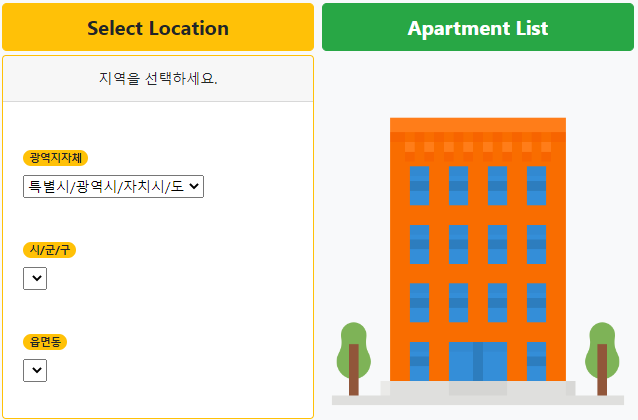 Select Location
Apartment List
지역을 선택하세요.
광역지자체
특별시/광역시/자치시/도
시/군/구
읍면동